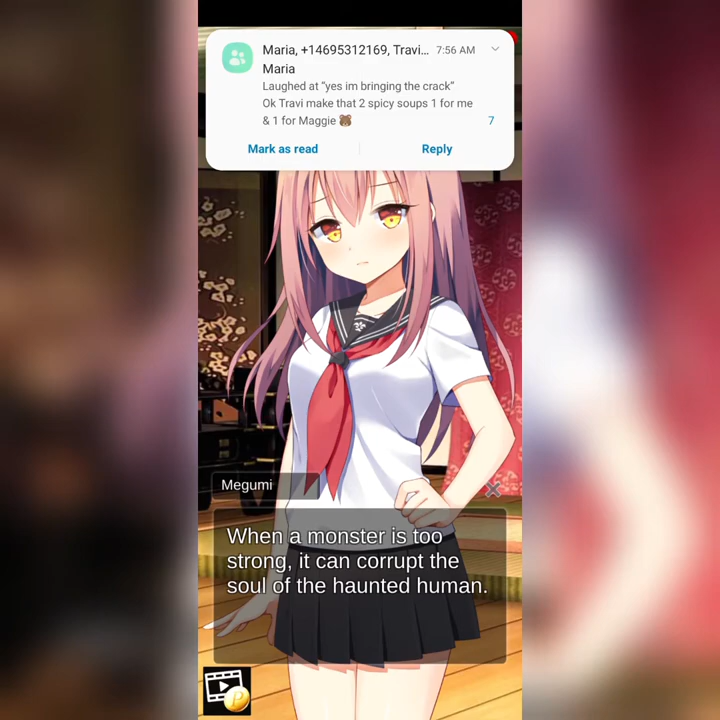 Maria, +14695312169, Travi... 7:56 AM
Maria
Laughed at “yes im bringing the crack”
Ok Travi make that 2 spicy soups 1 for me
& 1 for Maggie 🐻 7
Mark as read Reply
Megumi
When a monster is too
strong, it can corrupt the
soul of the haunted human.